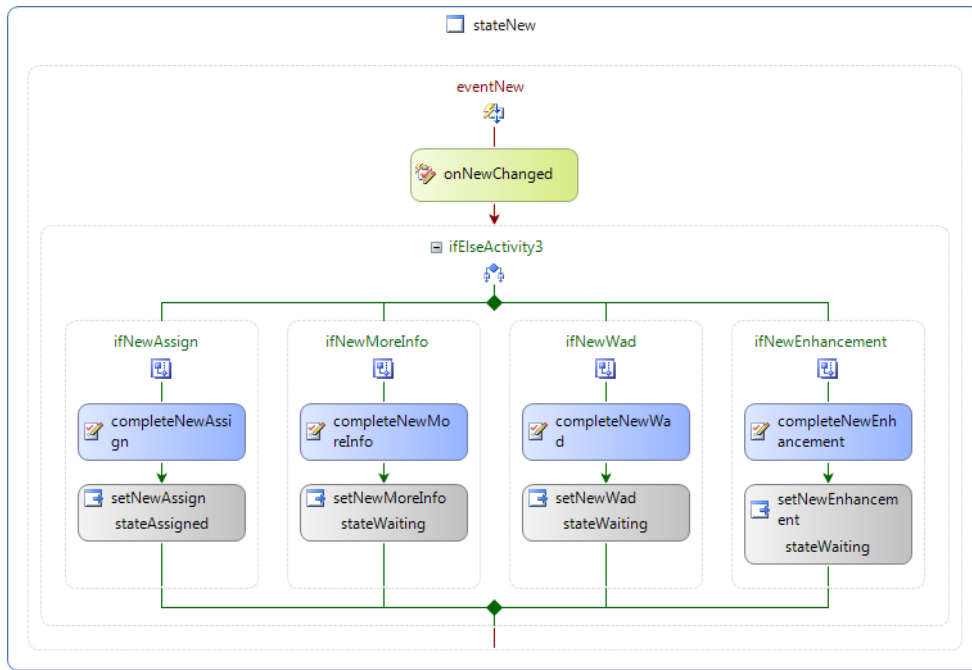 stateNew
eventNew
onNewChanged
ifElseActivity3
ifNewAssign
completeNewAssi
gn
setNewAssign
stateAssigned
ifNewMoreInfo
completeNewMo
reInfo
setNewMoreInfo
stateWaiting
ifNewWad
completeNewWa
d
setNewWad
stateWaiting
ifNewEnhancement
completeNewEnh
ancement
setNewEnhancem
ent
stateWaiting